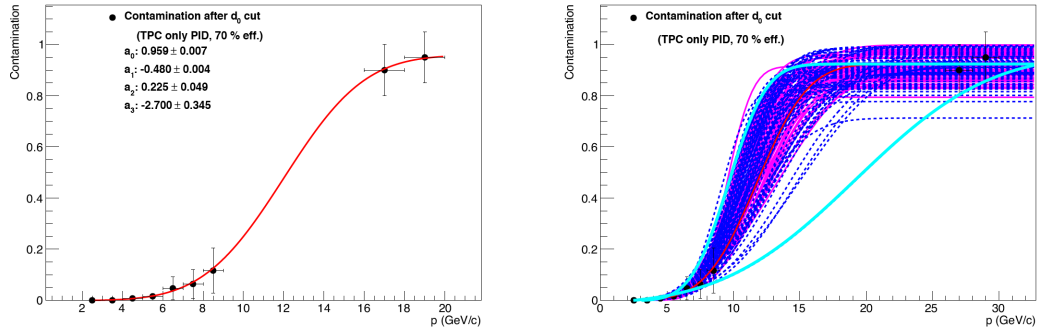 Contamination
1
0.8
0.6
0.4
0.2
0
Contamination after d₀ cut
(TPC only PID, 70 % eff.)
a₀: 0.959 ± 0.007
a₁: -0.480 ± 0.004
a₂: 0.225 ± 0.049
a₃: -2.700 ± 0.345
2 4 6 8 10 12 14 16 18 20
p (GeV/c)
Contamination
1
0.8
0.6
0.4
0.2
0
Contamination after d₀ cut
(TPC only PID, 70 % eff.)
0 5 10 15 20 25 30
p (GeV/c)